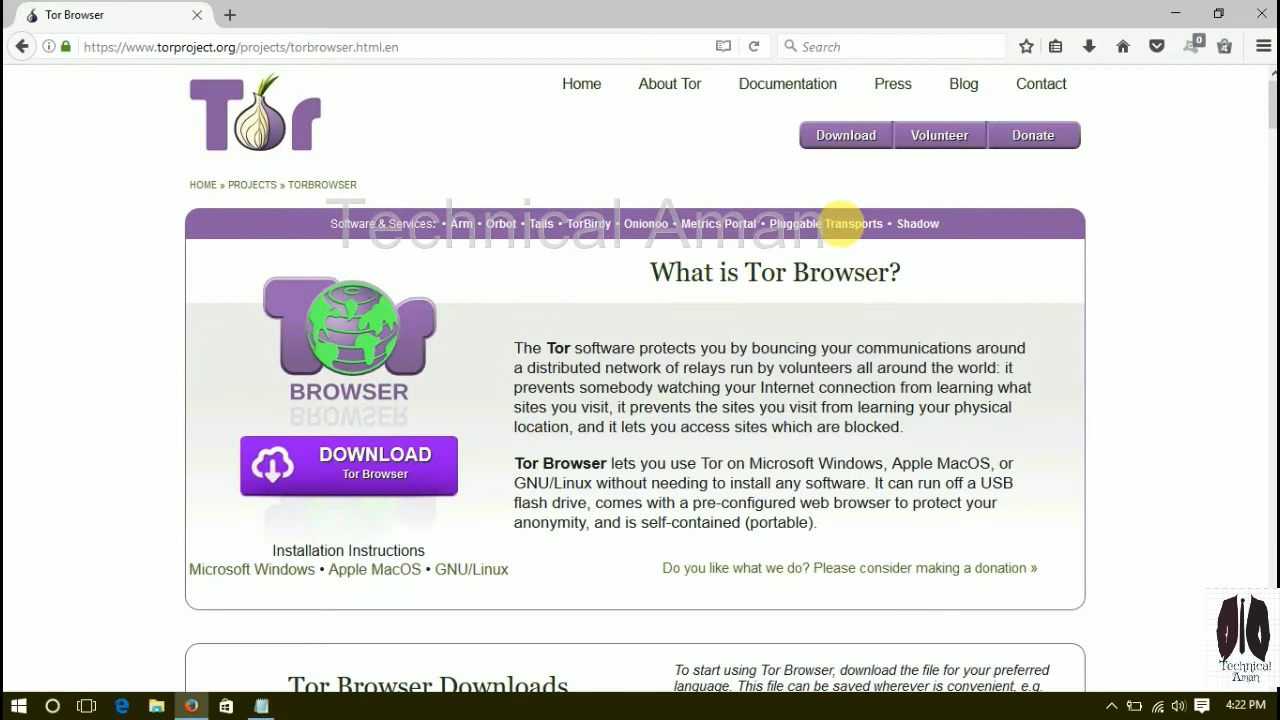 Tor Browser
https://www.torproject.org/projects/torbrowser.html.en
Search
0
Tor
Home About Tor Documentation Press Blog Contact
Download Volunteer Donate
HOME » PROJECTS » TORBROWSER
Technical Aman
Software & Services: • Arm • Orbot • Tails • TorBirdy • Onionoo • Metrics Portal • Pluggable Transports • Shadow
What is Tor Browser?
Tor
BROWSER
DOWNLOAD
Tor Browser
Installation Instructions
Microsoft Windows • Apple MacOS • GNU/Linux
The Tor software protects you by bouncing your communications around
a distributed network of relays run by volunteers all around the world: it
prevents somebody watching your Internet connection from learning what
sites you visit, it prevents the sites you visit from learning your physical
location, and it lets you access sites which are blocked.
Tor Browser lets you use Tor on Microsoft Windows, Apple MacOS, or
GNU/Linux without needing to install any software. It can run off a USB
flash drive, comes with a pre-configured web browser to protect your
anonymity, and is self-contained (portable).
Do you like what we do? Please consider making a donation »
Tor Browser Downloads
To start using Tor Browser, download the file for your preferred
language. This file can be saved wherever is convenient, e.g.
Technical
Aman
4:22 PM